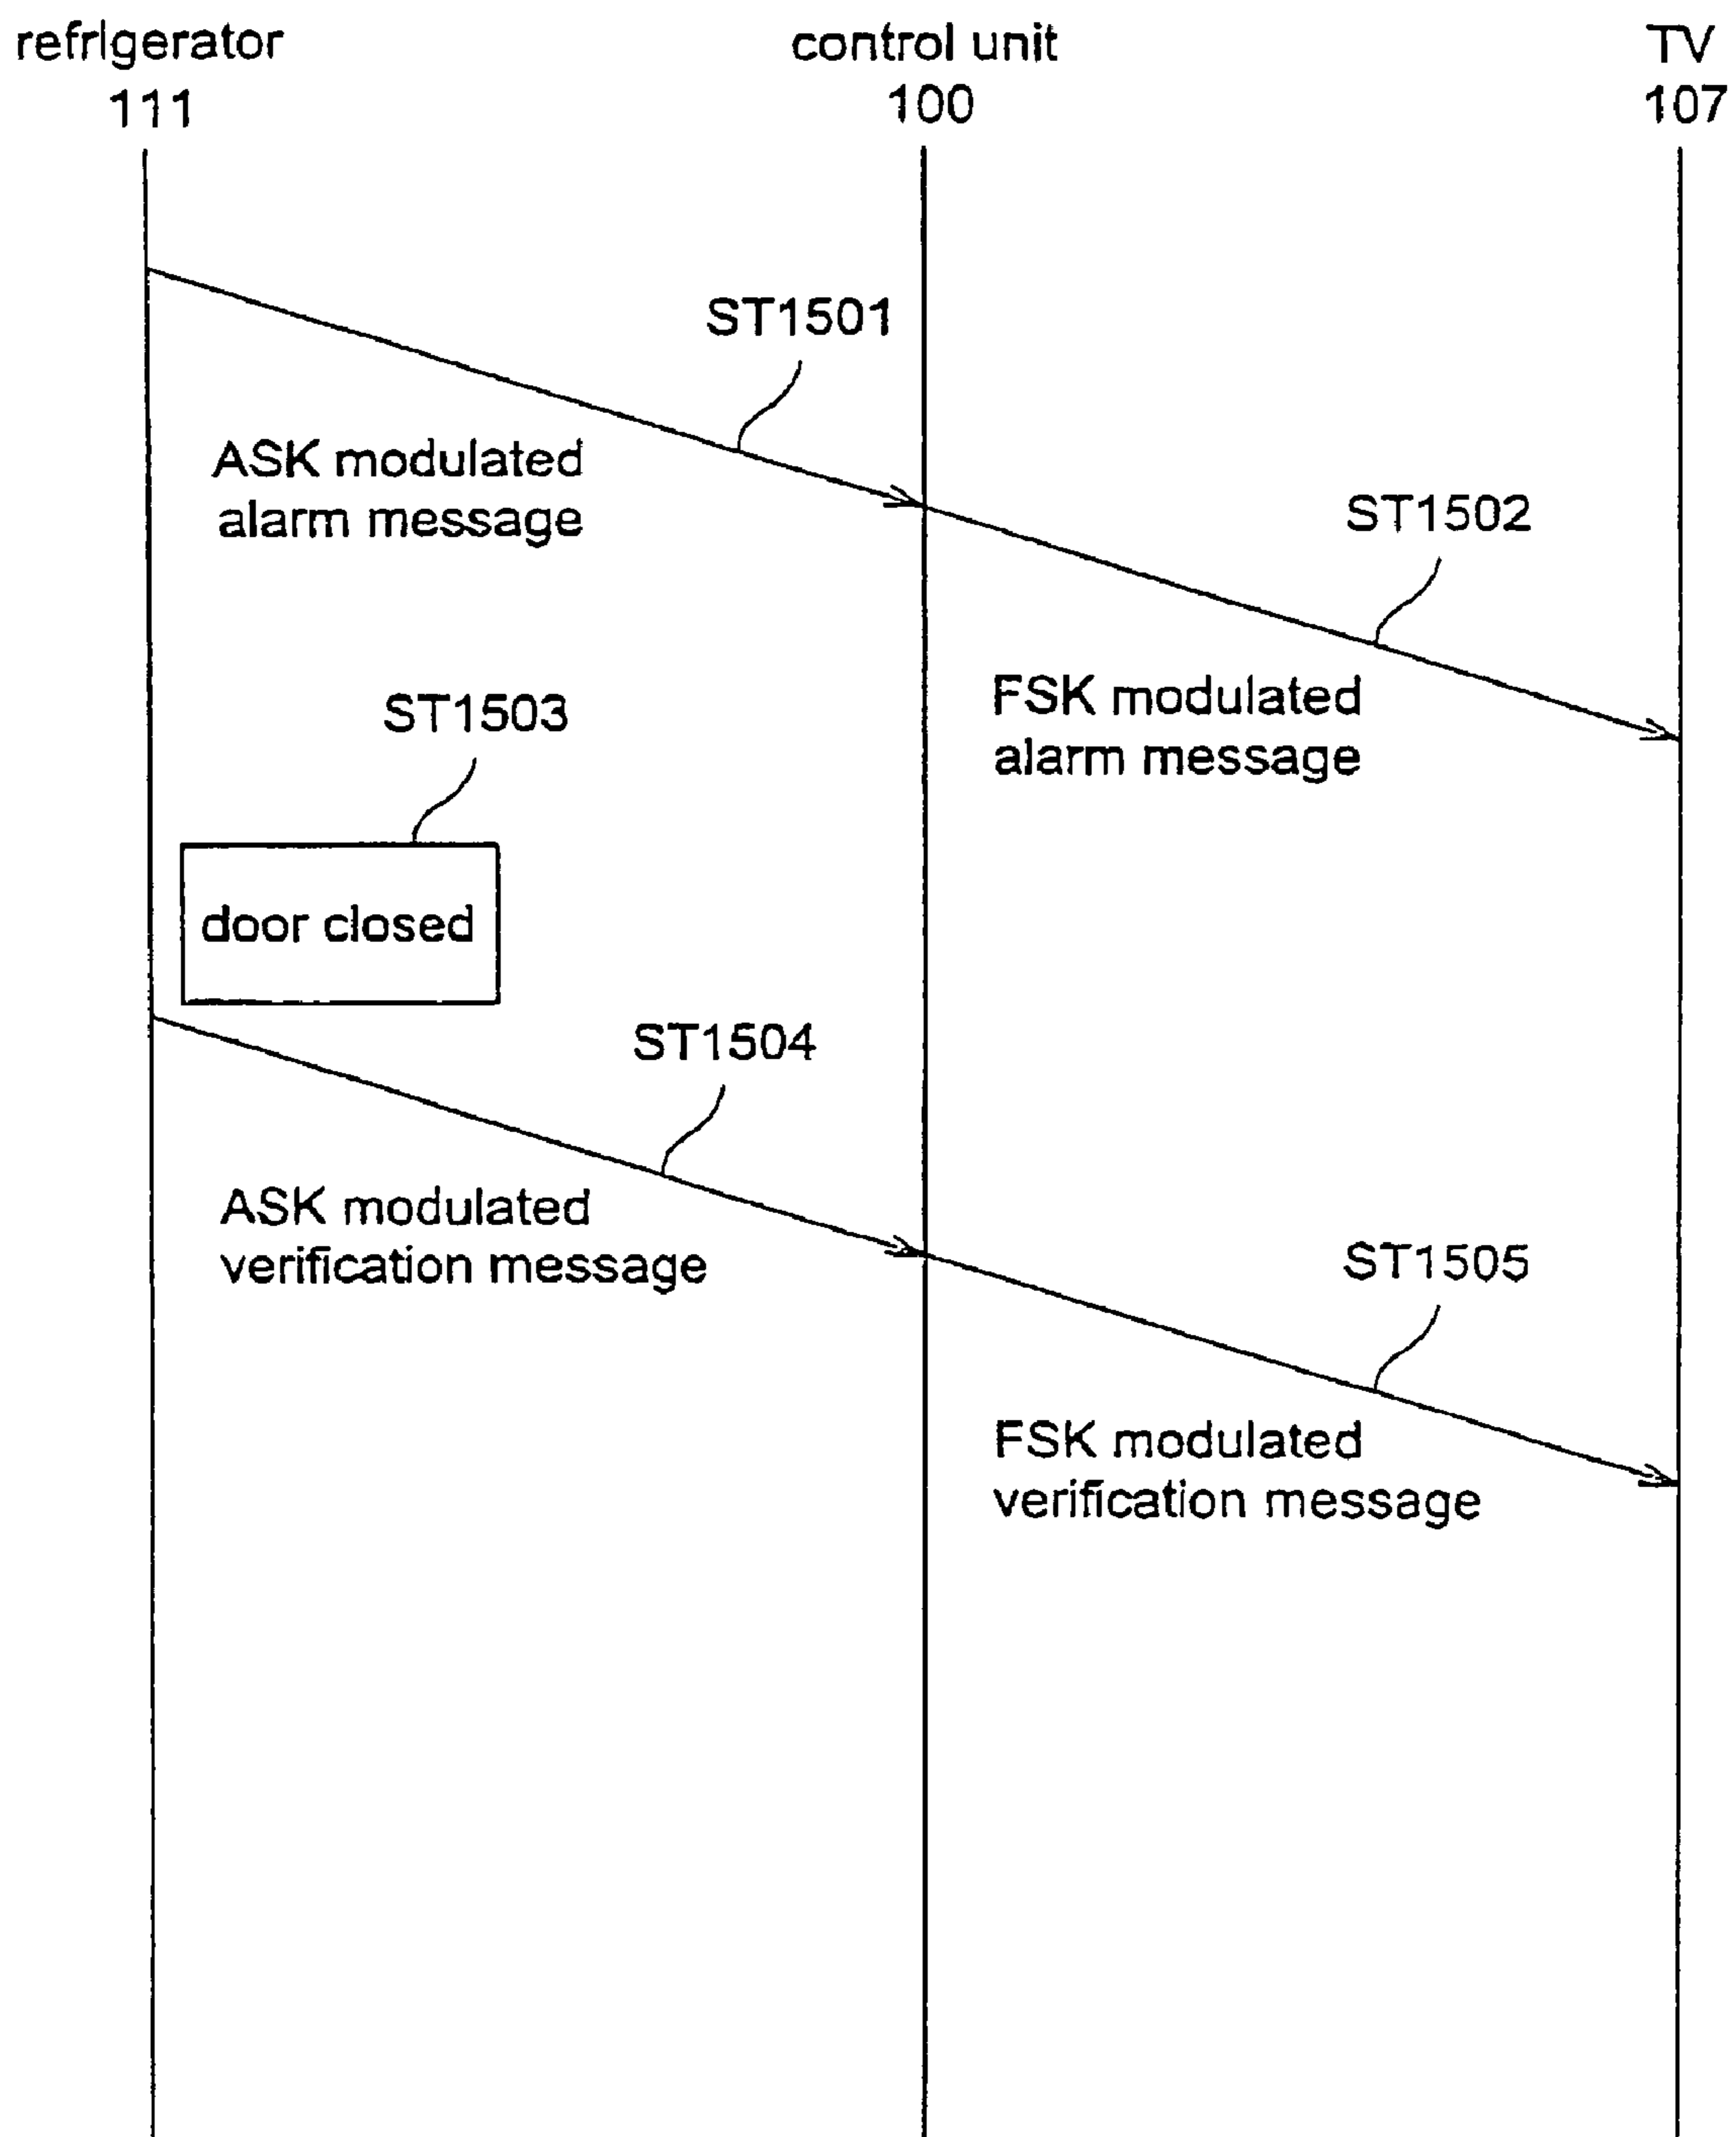 refrigerator
111
control unit
100
TV
107
ST1501
ASK modulated
alarm message
ST1502
FSK modulated
alarm message
ST1503
door closed
ST1504
ASK modulated
verification message
ST1505
FSK modulated
verification message